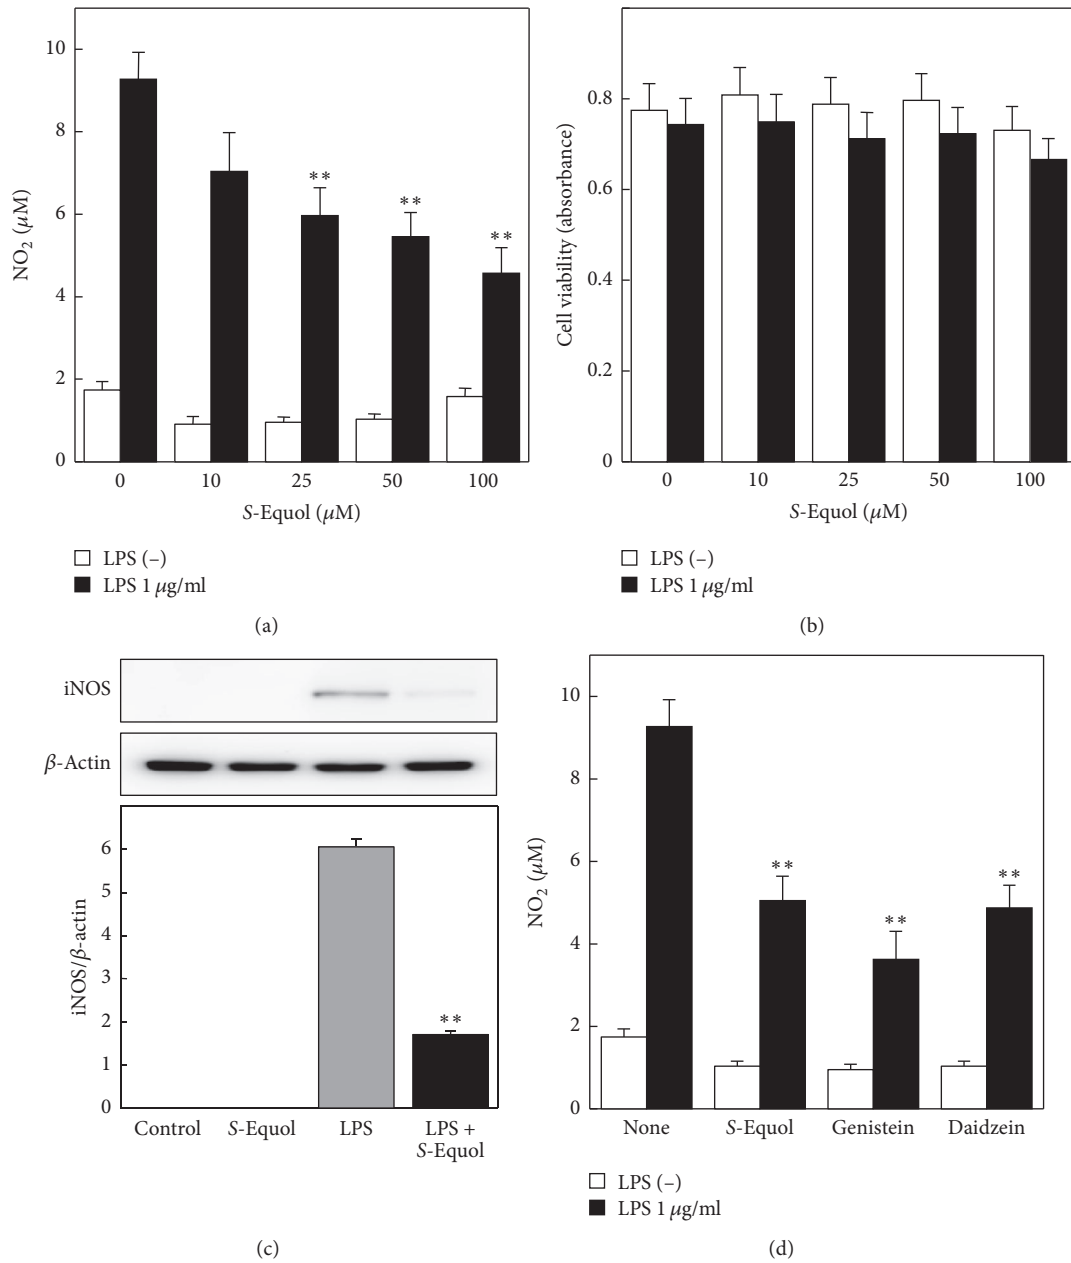 10
8
6
4
2
0
NO2 (μM)
**
**
**
0 10 25 50 100
S-Equol (μM)
LPS (–)
LPS 1 μg/ml
(a)
0.8
0.6
0.4
0.2
0
Cell viability (absorbance)
0 10 25 50 100
S-Equol (μM)
LPS (–)
LPS 1 μg/ml
(b)
iNOS
β-Actin
6
5
4
3
2
1
0
iNOS/β-actin
**
Control S-Equol LPS LPS +
S-Equol
(c)
10
8
6
4
2
0
NO2 (μM)
**
**
**
None S-Equol Genistein Daidzein
LPS (–)
LPS 1 μg/ml
(d)